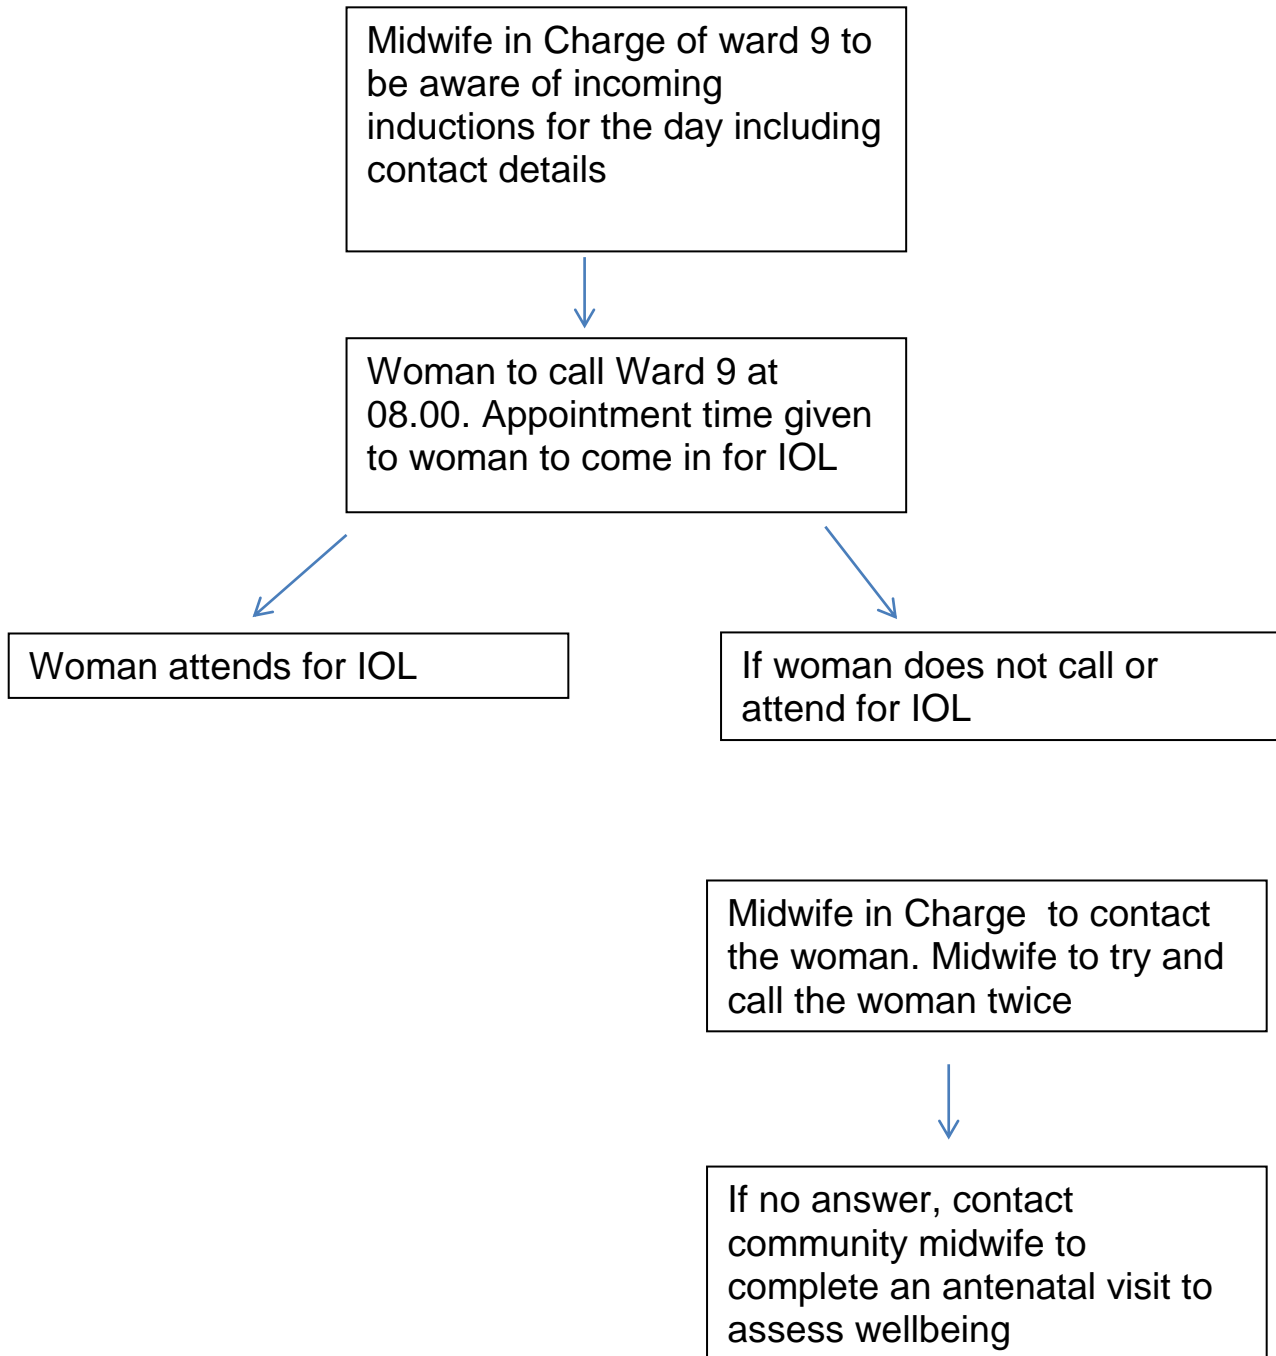 Midwife in Charge of ward 9 to
be aware of incoming
inductions for the day including
contact details
Woman to call Ward 9 at
08.00. Appointment time given
to woman to come in for IOL
Woman attends for IOL
If woman does not call or
attend for IOL
Midwife in Charge  to contact
the woman. Midwife to try and
call the woman twice
If no answer, contact
community midwife to
complete an antenatal visit to
assess wellbeing